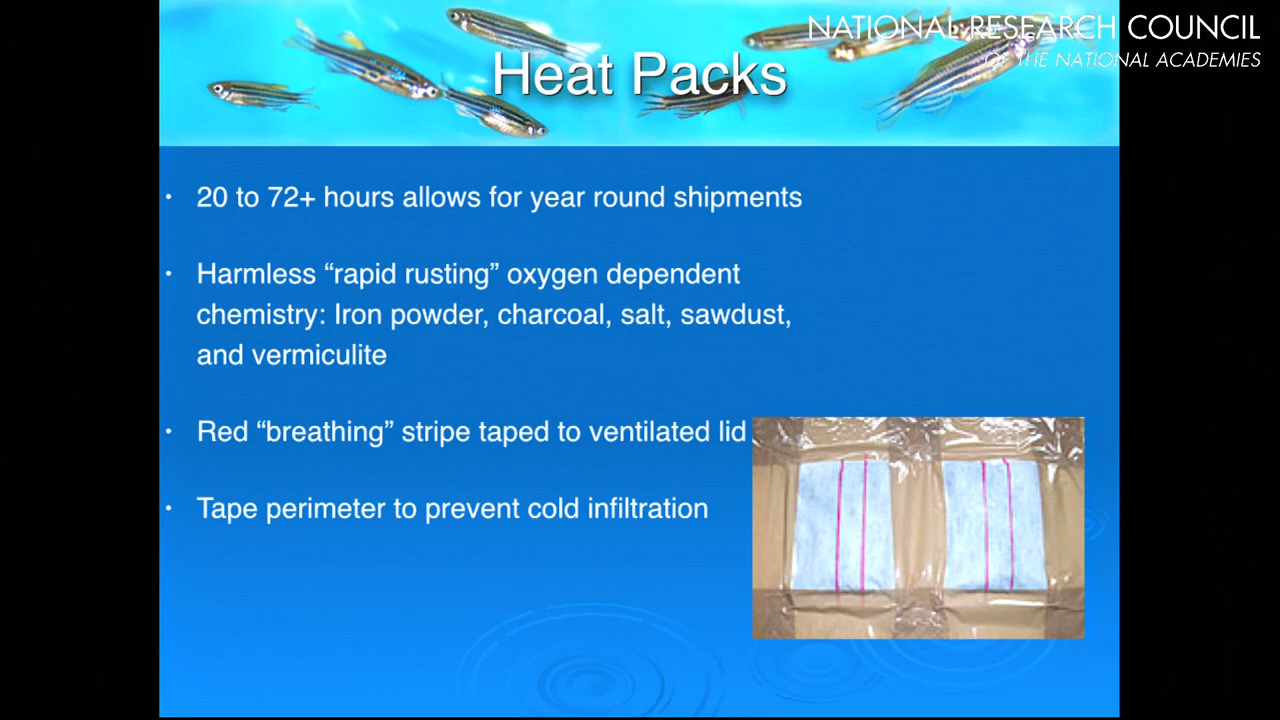 NATIONAL RESEARCH COUNCIL
OF THE NATIONAL ACADEMIES
Heat Packs
• 20 to 72+ hours allows for year round shipments
• Harmless “rapid rusting” oxygen dependent
chemistry: Iron powder, charcoal, salt, sawdust,
and vermiculite
• Red “breathing” stripe taped to ventilated lid
• Tape perimeter to prevent cold infiltration